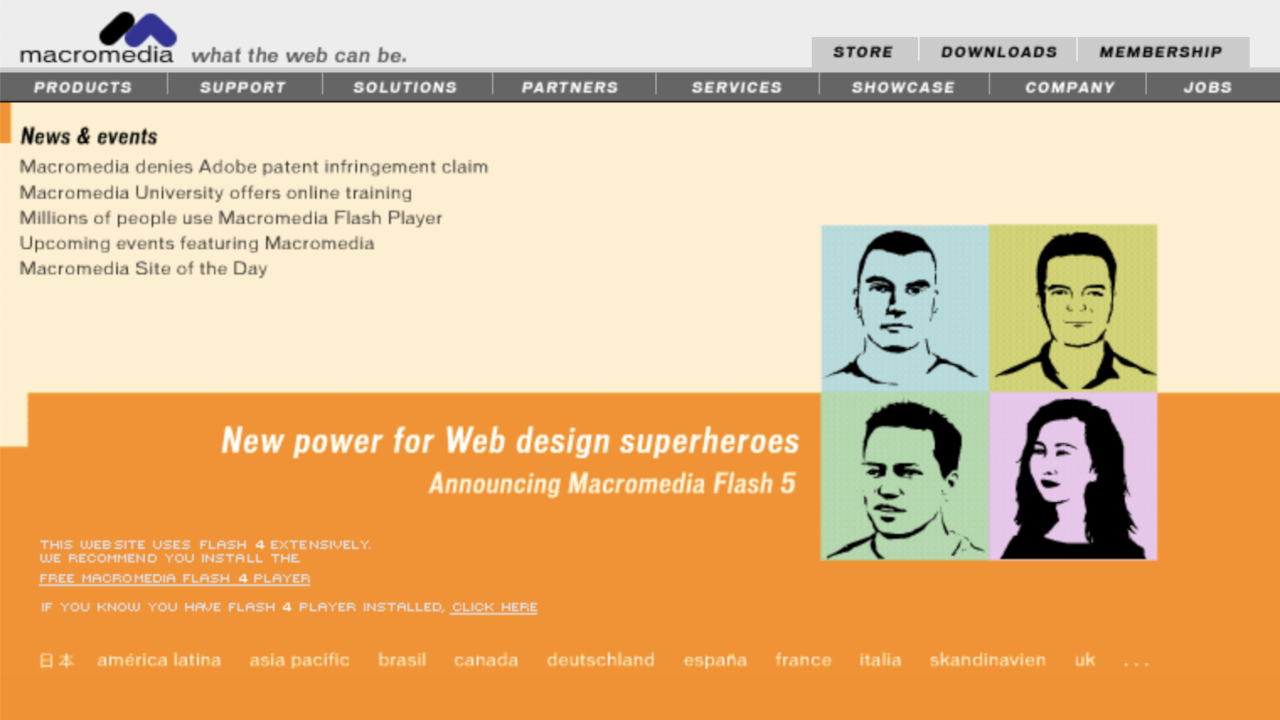 macromedia what the web can be.
STORE DOWNLOADS MEMBERSHIP
PRODUCTS SUPPORT SOLUTIONS PARTNERS SERVICES SHOWCASE COMPANY JOBS
News & events
Macromedia denies Adobe patent infringement claim
Macromedia University offers online training
Millions of people use Macromedia Flash Player
Upcoming events featuring Macromedia
Macromedia Site of the Day
New power for Web design superheroes
Announcing Macromedia Flash 5
THIS WEBSITE USES FLASH 4 EXTENSIVELY.
WE RECOMMEND YOU INSTALL THE
FREE MACROMEDIA FLASH 4 PLAYER
IF YOU KNOW YOU HAVE FLASH 4 PLAYER INSTALLED, CLICK HERE
日本 américa latina asia pacific brasil canada deutschland españa france italia skandinavien uk ...